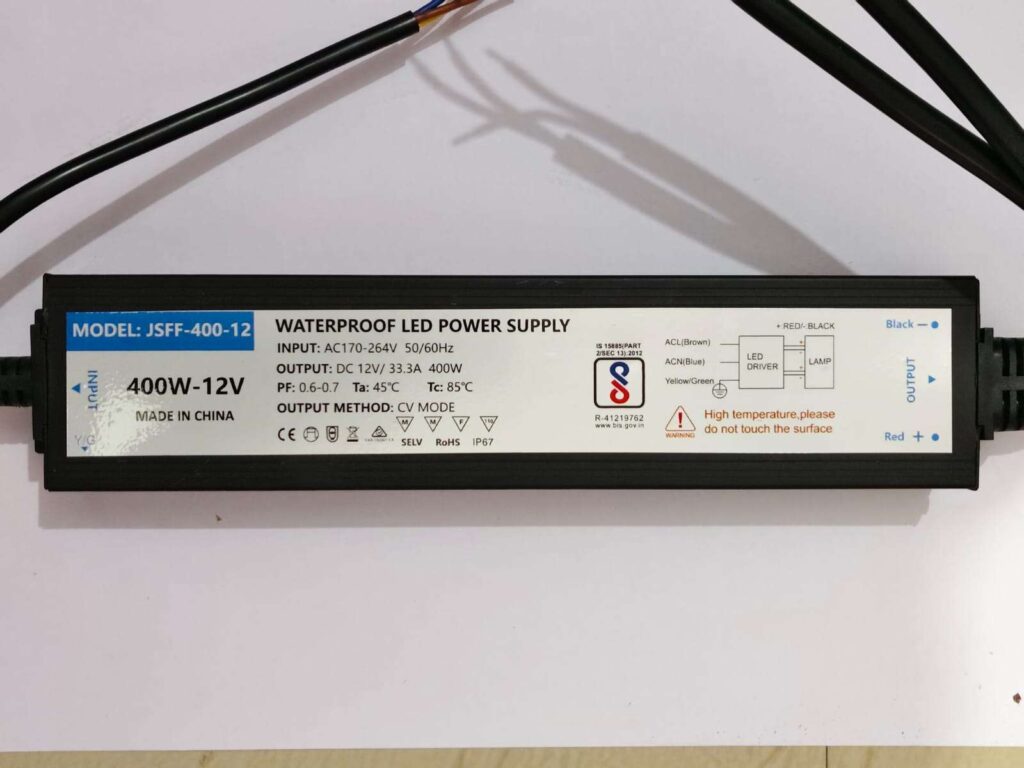 MODEL: JSFF-400-12
INPUT
400W-12V
MADE IN CHINA
Y/G
WATERPROOF LED POWER SUPPLY
INPUT: AC170-264V 50/60Hz
OUTPUT: DC 12V/ 33.3A 400W
PF: 0.6-0.7 Ta: 45℃ Tc: 85℃
OUTPUT METHOD: CV MODE
CE
M M F 110
SELV RoHS IP67
IS 15885(PART
2/SEC 13):2012
R-41219762
www.bis.gov.in
+ RED/- BLACK
ACL(Brown)
ACN(Blue)
Yellow/Green
LED
DRIVER
LAMP
WARNING
High temperature,please
do not touch the surface
Black −
OUTPUT
Red +